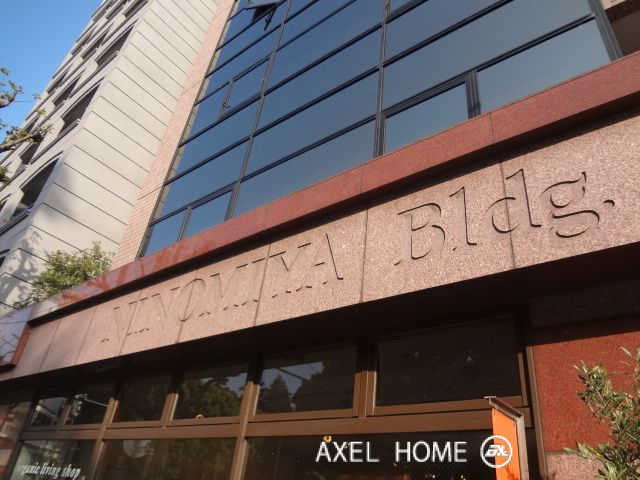 NINOMIYA Bldg.
organic living shop
AXEL HOME